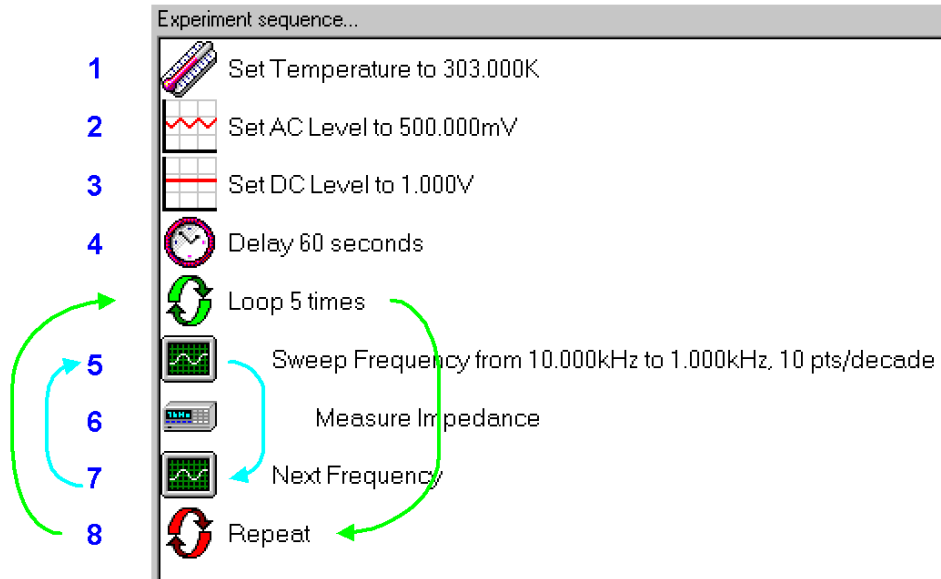 Experiment sequence...
1 Set Temperature to 303.000K
2 Set AC Level to 500.000mV
3 Set DC Level to 1.000V
4 Delay 60 seconds
Loop 5 times
5 Sweep Frequency from 10.000kHz to 1.000kHz, 10 pts/decade
6 Measure Impedance
7 Next Frequency
8 Repeat